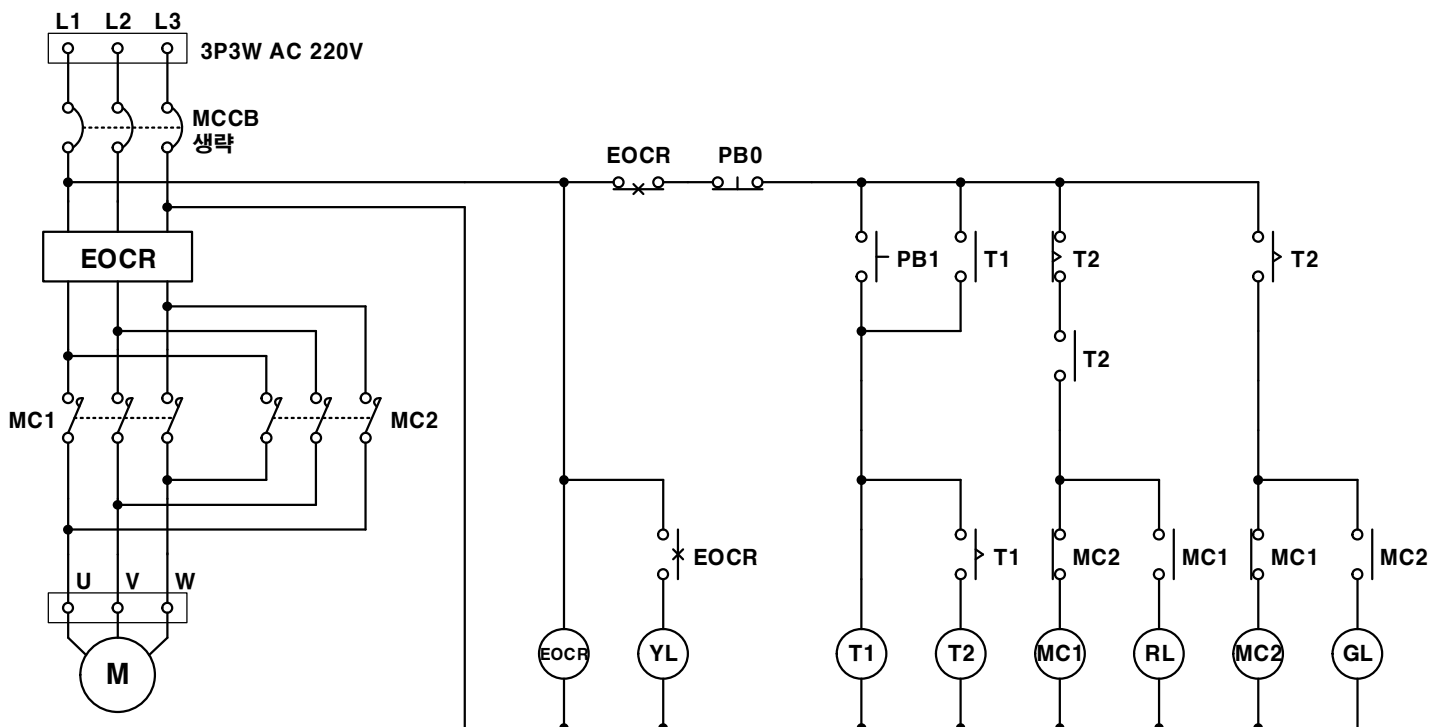 L1 L2 L3
3P3W AC 220V
MCCB
생략
EOCR PB0
EOCR
PB1 T1 T2 T2
T2
MC1 MC2
EOCR T1 MC2 MC1 MC1 MC2
U V W
EOCR YL T1 T2 MC1 RL MC2 GL
M